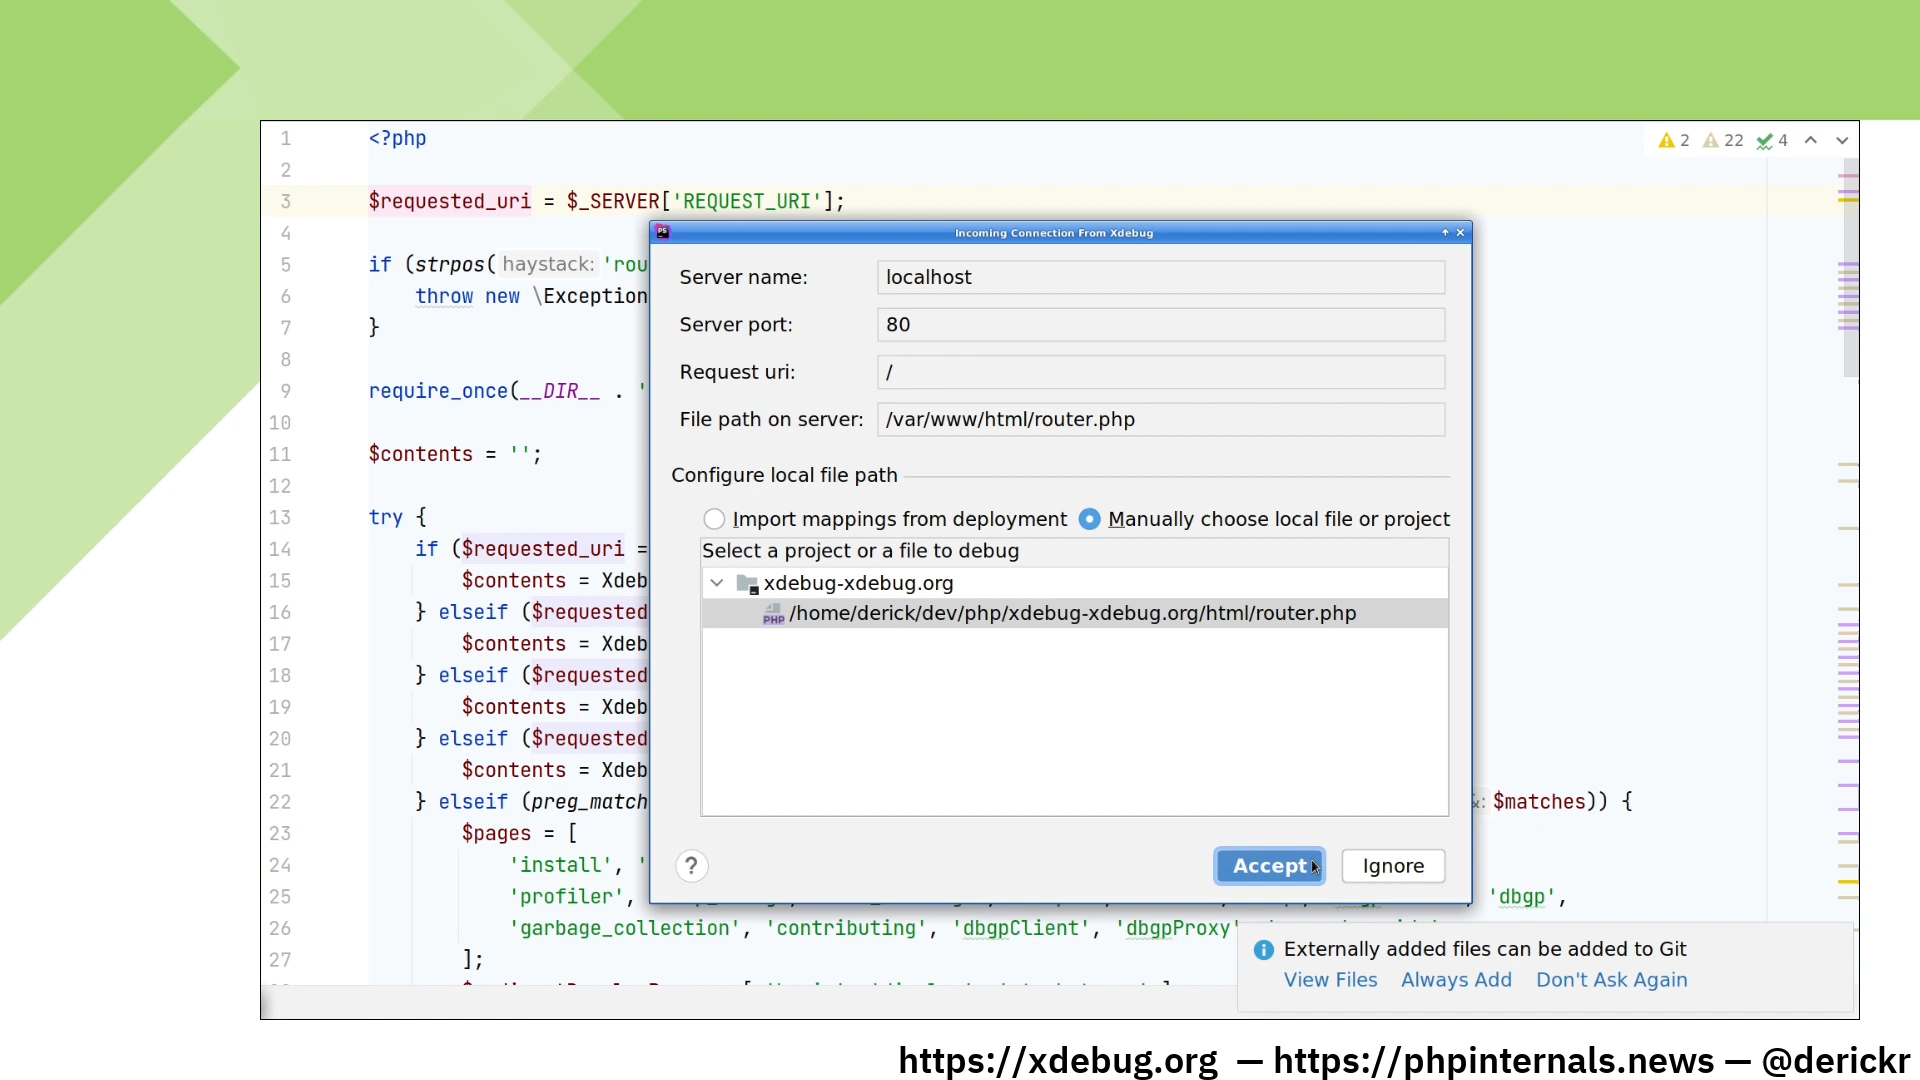 1 <?php
2 22 4
2
3 $requested_uri = $_SERVER['REQUEST_URI'];
4
5 if (strpos( haystack: 'rou
6 throw new \Exception
7 }
8
9 require_once(__DIR__ . '
10
11 $contents = '';
12
13 try {
14 if ($requested_uri =
15 $contents = Xdeb
16 } elseif ($requested
17 $contents = Xdeb
18 } elseif ($requested
19 $contents = Xdeb
20 } elseif ($requested
21 $contents = Xdeb
22 } elseif (preg_match
&: $matches)) {
23 $pages = [
24 'install', '
25 'profiler',
'dbgp',
26 'garbage_collection', 'contributing', 'dbgpClient', 'dbgpProxy'
27 ];
PS
Incoming Connection From Xdebug
Server name: localhost
Server port: 80
Request uri: /
File path on server: /var/www/html/router.php
Configure local file path
Import mappings from deployment Manually choose local file or project
Select a project or a file to debug
xdebug-xdebug.org
PHP /home/derick/dev/php/xdebug-xdebug.org/html/router.php
? Accept Ignore
Externally added files can be added to Git
View Files Always Add Don't Ask Again
https://xdebug.org — https://phpinternals.news — @derickr